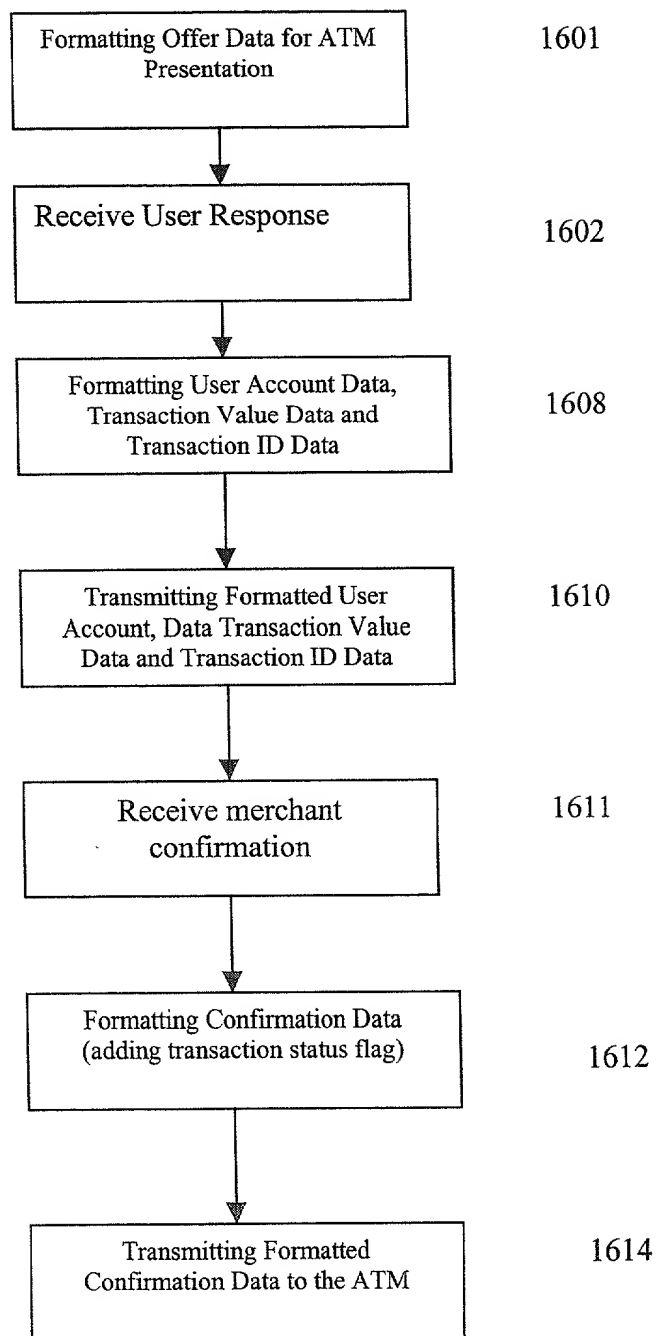 Formatting Offer Data for ATM
Presentation
1601
Receive User Response
1602
Formatting User Account Data,
Transaction Value Data and
Transaction ID Data
1608
Transmitting Formatted User
Account, Data Transaction Value
Data and Transaction ID Data
1610
Receive merchant
confirmation
1611
Formatting Confirmation Data
(adding transaction status flag)
1612
Transmitting Formatted
Confirmation Data to the ATM
1614